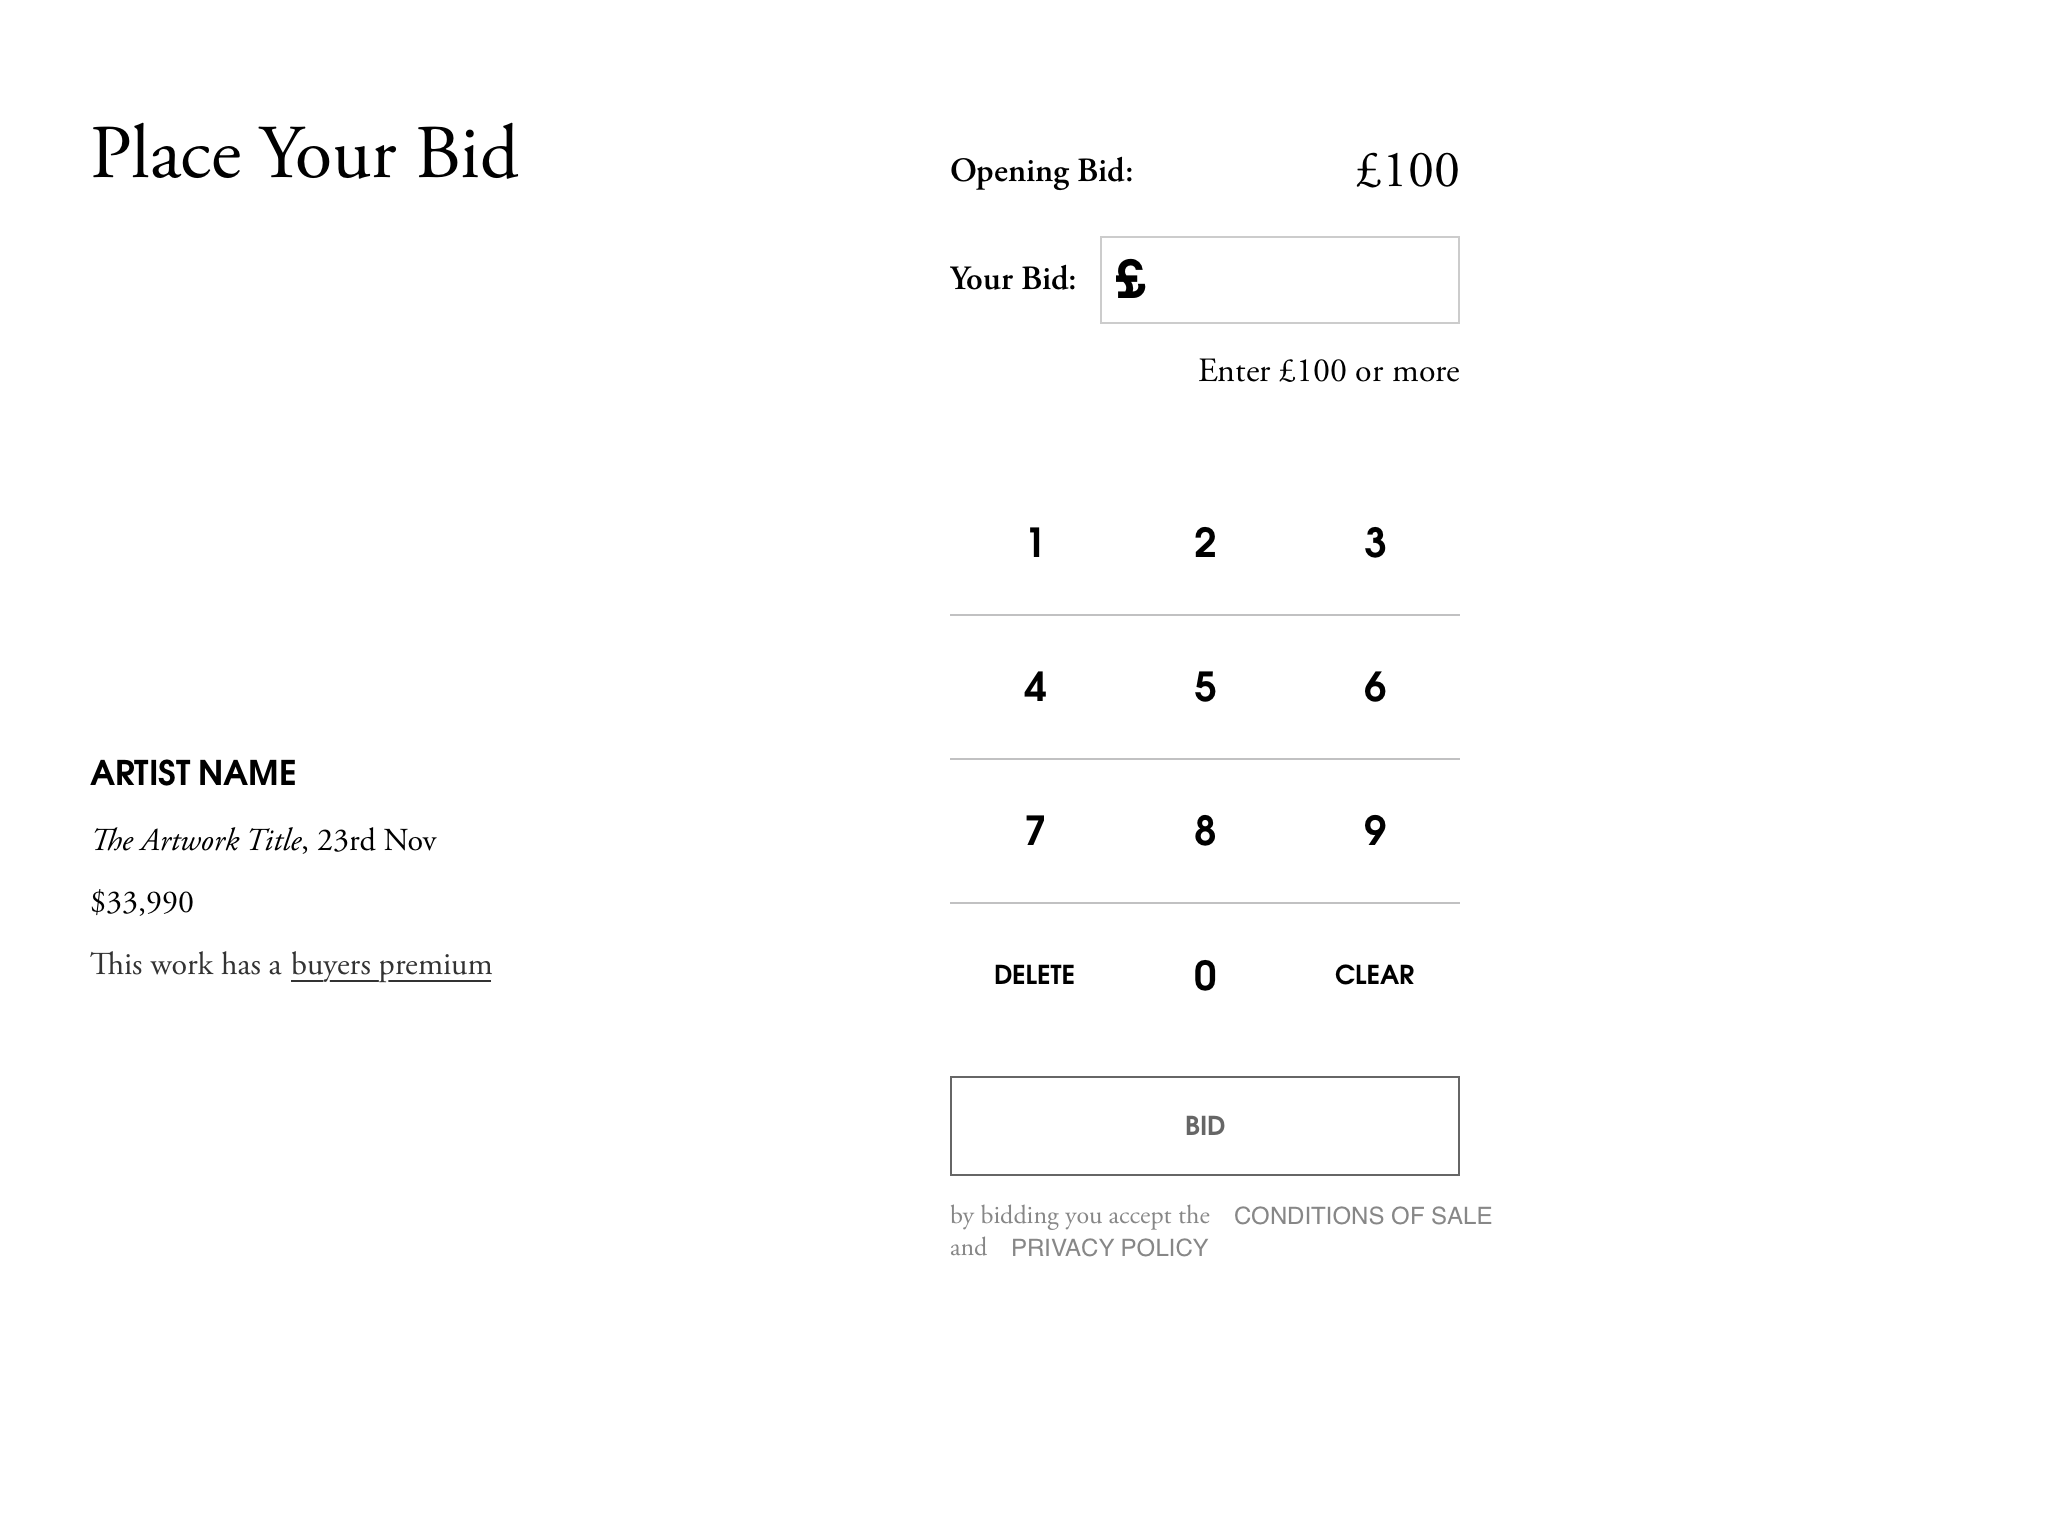 Place Your Bid
Opening Bid: £100
Your Bid: £
Enter £100 or more
1 2 3
4 5 6
7 8 9
DELETE 0 CLEAR
BID
by bidding you accept the CONDITIONS OF SALE
and PRIVACY POLICY
ARTIST NAME
The Artwork Title, 23rd Nov
$33,990
This work has a buyers premium